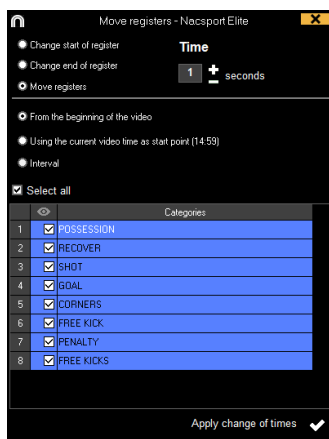 Move registers - Nacsport Elite
Change start of register
Change end of register
Move registers
Time
1 seconds
From the beginning of the video
Using the current video time as start point (14:59)
Interval
Select all
Categories
1 POSSESSION
2 RECOVER
3 SHOT
4 GOAL
5 CORNERS
6 FREE KICK
7 PENALTY
8 FREE KICKS
Apply change of times